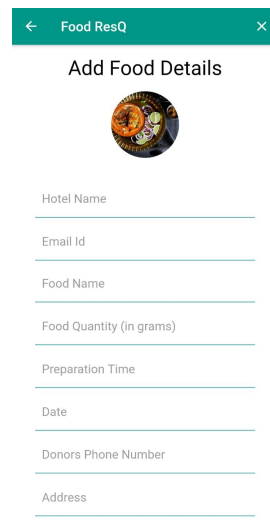 Food ResQ
Add Food Details
Hotel Name
Email Id
Food Name
Food Quantity (in grams)
Preparation Time
Date
Donors Phone Number
Address